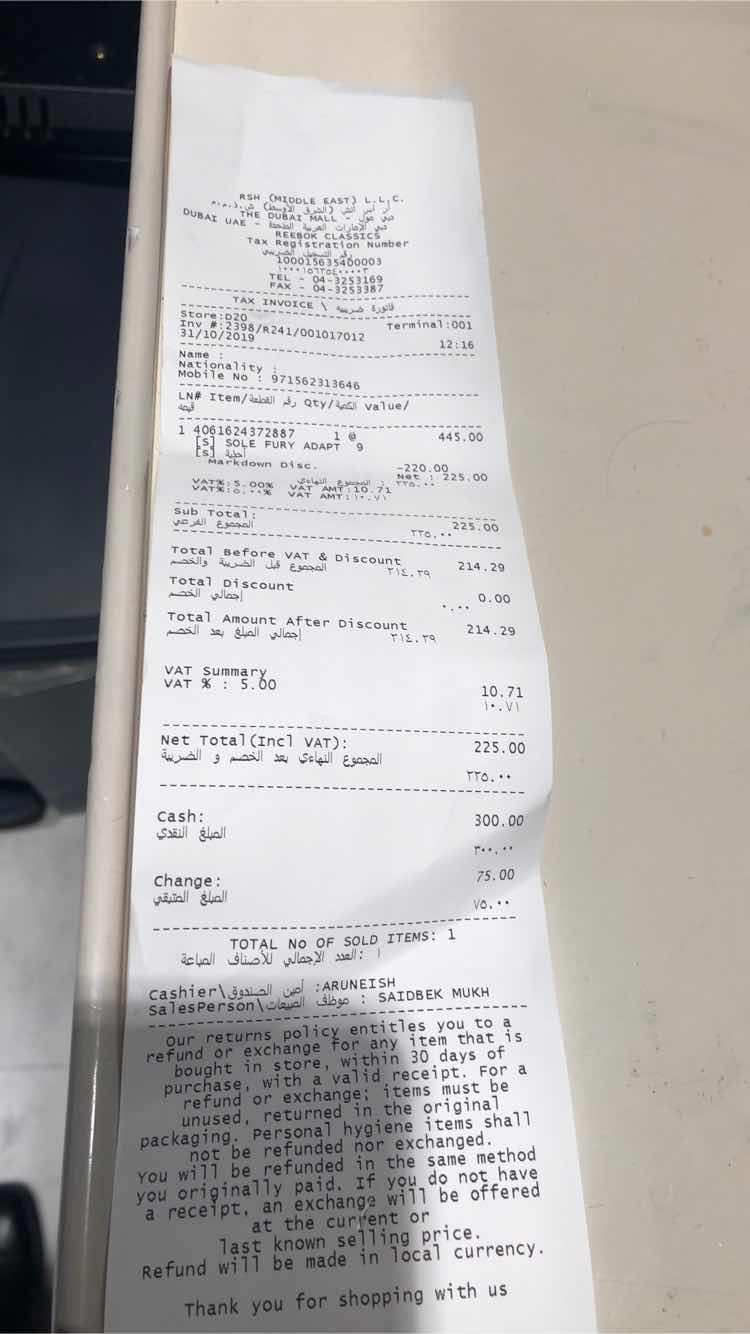 RSH (MIDDLE EAST) L.L.C.
ار اس اتش (الشرق الأوسط) ش.ذ.م.م
THE DUBAI MALL - دبي مول
DUBAI UAE - دبي الإمارات العربية المتحدة
REEBOK CLASSICS
Tax Registration Number
رقم التسجيل الضريبي
100015635400003
١٠٠٠١٥٦٣٥٤٠٠٠٠٣
TEL - 04-3253169
FAX - 04-3253387
TAX INVOICE \ فاتورة ضريبية
Store:D20 Terminal:001
Inv #:2398/R241/001017012
31/10/2019 12:16
Name :
Nationality :
Mobile No : 971562313646
LN# Item/رقم القطعة Qty/الكمية Value/
قيمه
1 4061624372887 1 @ 445.00
[S] SOLE FURY ADAPT 9
[S] أحذية
Markdown Disc. -220.00
Net : 225.00
المجموع النهاءي : ٢٢٥.٠٠
VAT%:5.00% VAT AMT:10.71
VAT%:٥.٠٠% VAT AMT:١٠.٧١
Sub Total: 225.00
المجموع الفرعي ٢٢٥.٠٠
Total Before VAT & Discount 214.29
المجموع قبل الضريبة والخصم ٢١٤.٢٩
Total Discount 0.00
إجمالي الخصم ٠.٠٠
Total Amount After Discount 214.29
إجمالي المبلغ بعد الخصم ٢١٤.٢٩
VAT Summary
VAT % : 5.00 10.71
١٠.٧١
Net Total(Incl VAT): 225.00
المجموع النهاءي بعد الخصم و الضريبة
٢٢٥.٠٠
Cash: 300.00
المبلغ النقدي
٣٠٠.٠٠
Change: 75.00
المبلغ المتبقي
٧٥.٠٠
TOTAL NO OF SOLD ITEMS: 1
العدد الإجمالي للأصناف المباعة: ١
Cashier\أمين الصندوق :ARUNEISH
SalesPerson\موظف المبيعات : SAIDBEK MUKH
Our returns policy entitles you to a
refund or exchange for any item that is
bought in store, within 30 days of
purchase, with a valid receipt. For a
refund or exchange; items must be
unused, returned in the original
packaging. Personal hygiene items shall
not be refunded nor exchanged.
You will be refunded in the same method
you originally paid. If you do not have
a receipt, an exchange will be offered
at the current or
last known selling price.
Refund will be made in local currency.
Thank you for shopping with us